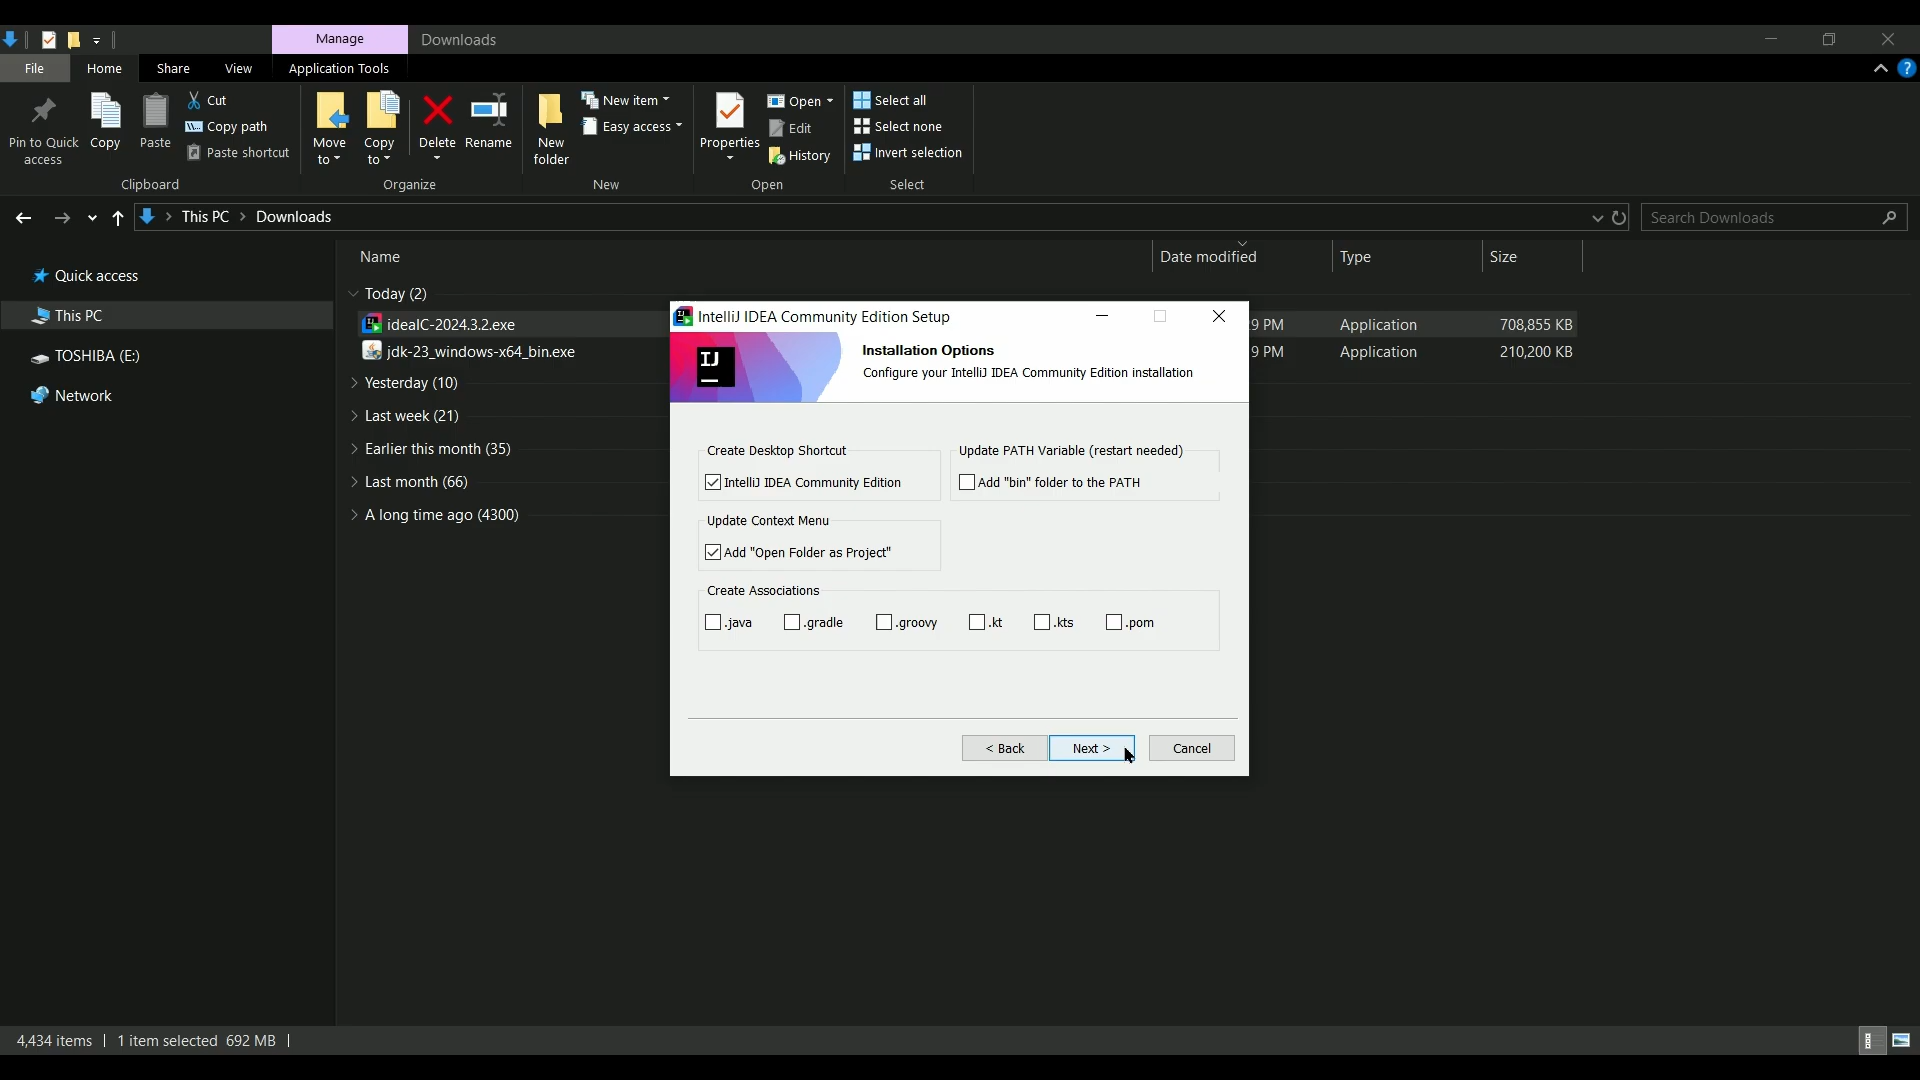 Manage
Downloads
File
Home
Share
View
Application Tools
Pin to Quick access
Copy
Paste
Cut
Copy path
Paste shortcut
Clipboard
Move to
Copy to
Delete
Rename
Organize
New folder
New item
Easy access
New
Properties
Open
Edit
History
Open
Select all
Select none
Invert selection
Select
This PC > Downloads
Search Downloads
Quick access
This PC
TOSHIBA (E:)
Network
Name
Date modified
Type
Size
Today (2)
ideaIC-2024.3.2.exe
9 PM
Application
708,855 KB
jdk-23_windows-x64_bin.exe
9 PM
Application
210,200 KB
Yesterday (10)
Last week (21)
Earlier this month (35)
Last month (66)
A long time ago (4300)
IntelliJ IDEA Community Edition Setup
IJ
Installation Options
Configure your IntelliJ IDEA Community Edition installation
Create Desktop Shortcut
IntelliJ IDEA Community Edition
Update PATH Variable (restart needed)
Add "bin" folder to the PATH
Update Context Menu
Add "Open Folder as Project"
Create Associations
.java
.gradle
.groovy
.kt
.kts
.pom
< Back
Next >
Cancel
4,434 items
1 item selected 692 MB